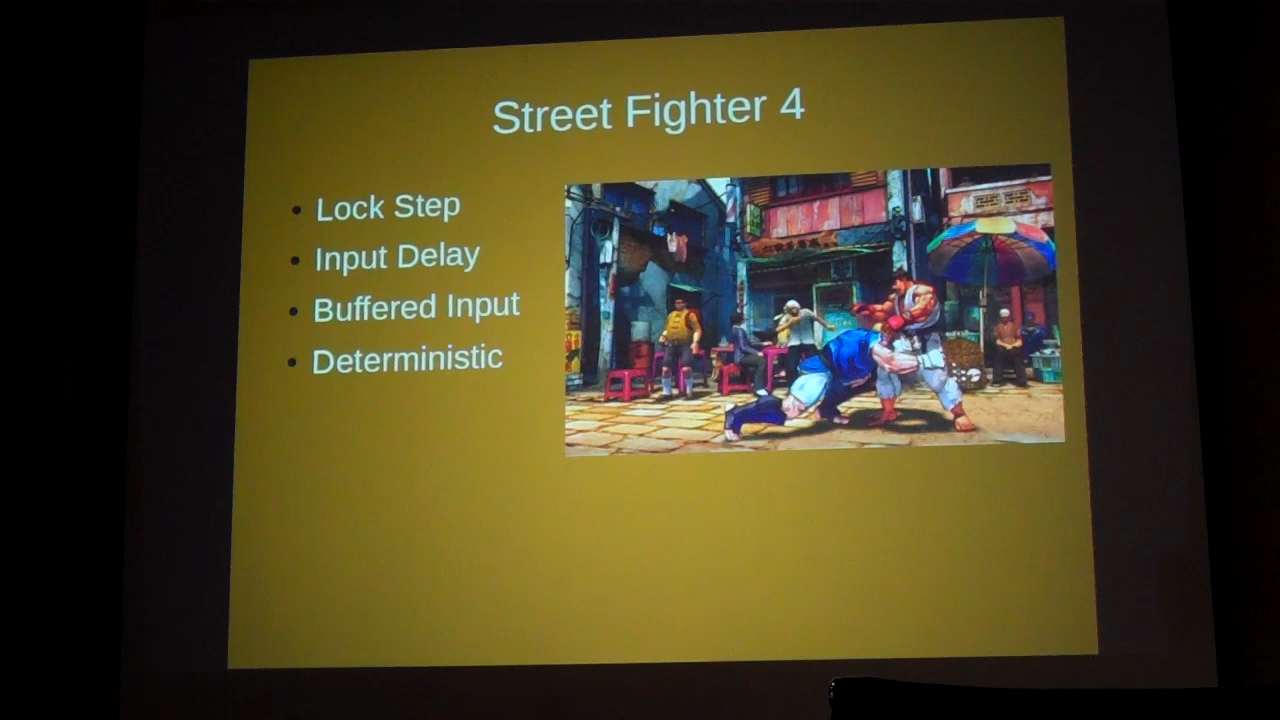 Street Fighter 4
Lock Step
Input Delay
Buffered Input
Deterministic